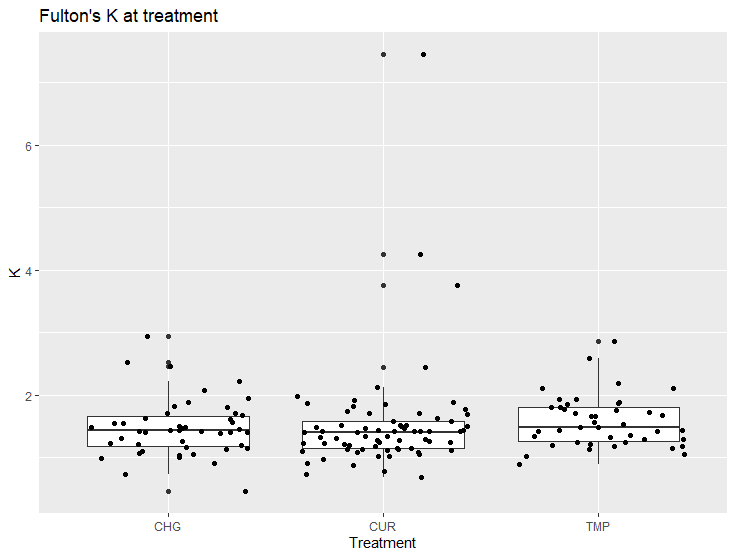 Fulton's K at treatment
K
6
4
2
CHG CUR TMP
Treatment